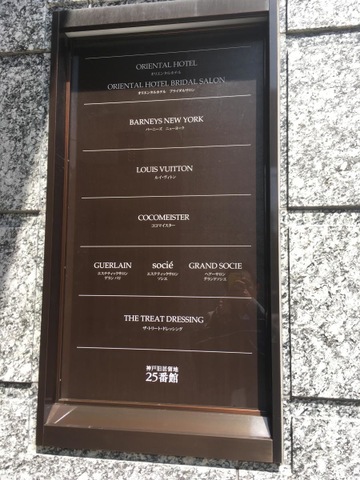 ORIENTAL HOTEL
オリエンタルホテル
ORIENTAL HOTEL BRIDAL SALON
オリエンタルホテル ブライダルサロン
BARNEYS NEW YORK
バーニーズ ニューヨーク
LOUIS VUITTON
ルイ・ヴィトン
COCOMEISTER
ココマイスター
GUERLAIN socié GRAND SOCIE
エステティックサロン エステティックサロン ヘアーサロン
ゲラン パリ ソシエ グランドソシエ
THE TREAT DRESSING
ザ・トリート・ドレッシング
神戸旧居留地
25番館